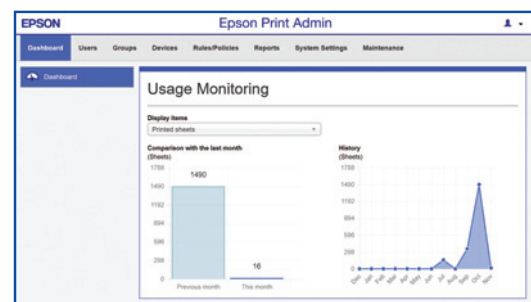 EPSON
Epson Print Admin
Dashboard Users Groups Devices Rules/Policies Reports System Settings Maintenance
Dashboard
Usage Monitoring
Display items
Printed sheets
Comparison with the last month
(Sheets)
1788
1490
1192
894
596
298
0
1490
16
Previous month This month
History
(Sheets)
1788
1490
1192
894
596
298
0
Dec Jan Feb Mar Apr May Jun Jul Aug Sep Oct Nov